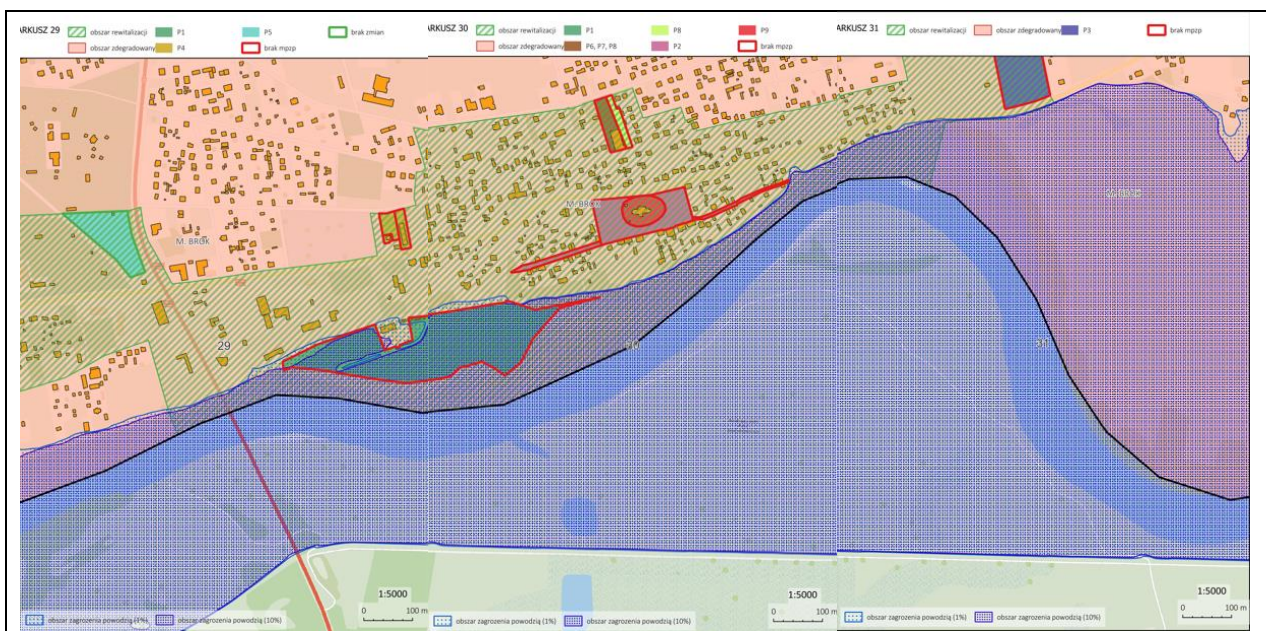 ARKUSZ 29 obszar rewitalizacji P1 P5 brak zmian
obszar zdegradowany P4 brak mpzp
ARKUSZ 30 obszar rewitalizacji P1 P8 P9
obszar zdegradowany P6, P7, P8 P2 brak mpzp
ARKUSZ 31 obszar rewitalizacji obszar zdegradowany P3 brak mpzp
M. BROK
29
M. BROK
30
M. BROK
31
1:5000
0 100 m
obszar zagrożenia powodzią (1%) obszar zagrożenia powodzią (10%)
1:5000
0 100 m
obszar zagrożenia powodzią (1%) obszar zagrożenia powodzią (10%)
1:5000
0 100 m
obszar zagrożenia powodzią (1%) obszar zagrożenia powodzią (10%)